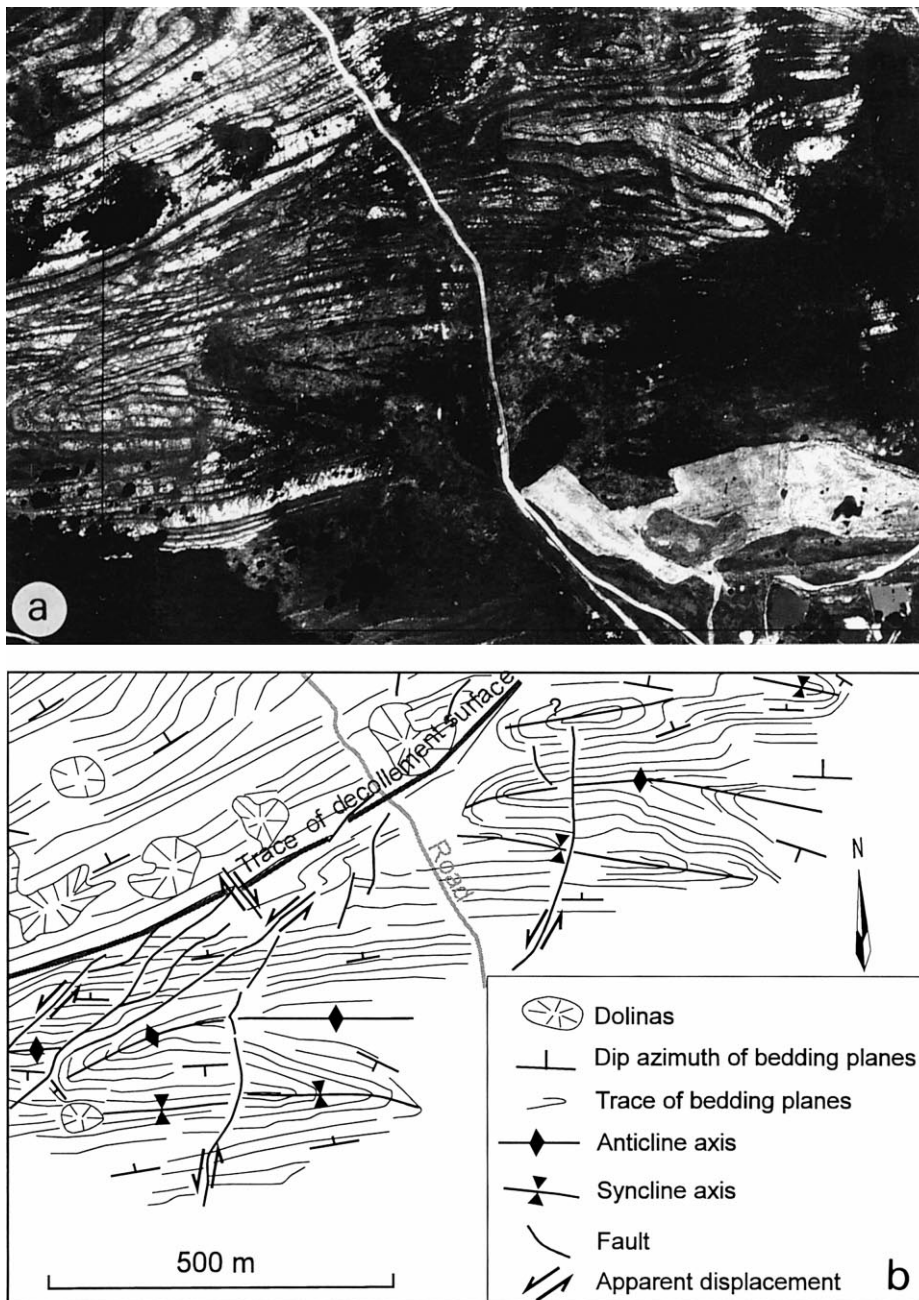 a
Trace of decollement surface
?
Road
N
Dolinas
Dip azimuth of bedding planes
Trace of bedding planes
Anticline axis
Syncline axis
Fault
Apparent displacement
500 m
b